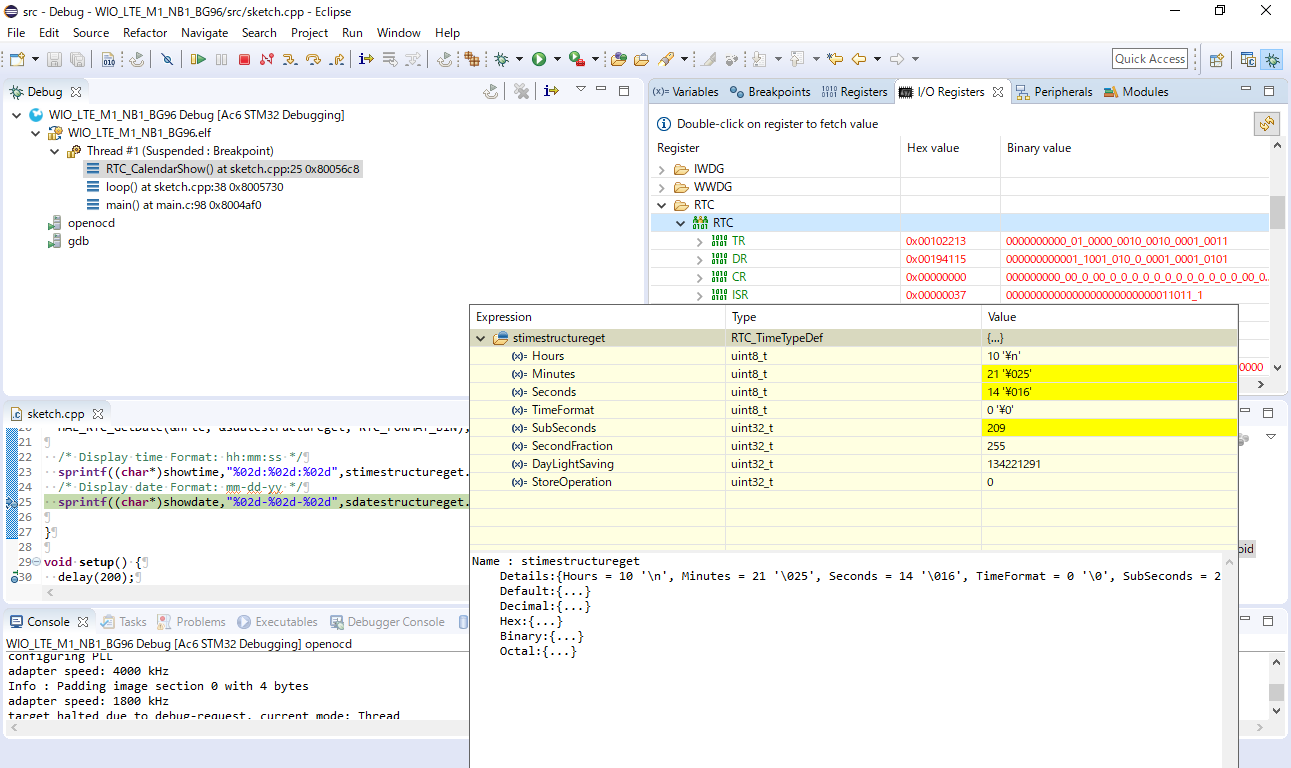 src - Debug - WIO_LTE_M1_NB1_BG96/src/sketch.cpp - Eclipse
File Edit Source Refactor Navigate Search Project Run Window Help
Quick Access
Debug
WIO_LTE_M1_NB1_BG96 Debug [Ac6 STM32 Debugging]
WIO_LTE_M1_NB1_BG96.elf
Thread #1 (Suspended : Breakpoint)
RTC_CalendarShow() at sketch.cpp:25 0x80056c8
loop() at sketch.cpp:38 0x8005730
main() at main.c:98 0x8004af0
openocd
gdb
(x)= Variables Breakpoints Registers I/O Registers Peripherals Modules
Double-click on register to fetch value
Register Hex value Binary value
IWDG
WWDG
RTC
RTC
TR 0x00102213 0000000000_01_0000_0010_0010_0001_0011
DR 0x00194115 000000000001_1001_010_0_0001_0001_0101
CR 0x00000000 000000000_00_0_00_0_0_0_0_0_0_0_0_0_0_0_0_00_0...
ISR 0x00000037 000000000000000000000000011011_1
0000
Expression Type Value
stimestructureget RTC_TimeTypeDef {...}
(x)= Hours uint8_t 10 '¥n'
(x)= Minutes uint8_t 21 '¥025'
(x)= Seconds uint8_t 14 '¥016'
(x)= TimeFormat uint8_t 0 '¥0'
(x)= SubSeconds uint32_t 209
(x)= SecondFraction uint32_t 255
(x)= DayLightSaving uint32_t 134221291
(x)= StoreOperation uint32_t 0
Name : stimestructureget
Details:{Hours = 10 '\n', Minutes = 21 '\025', Seconds = 14 '\016', TimeFormat = 0 '\0', SubSeconds = 2
Default:{...}
Decimal:{...}
Hex:{...}
Binary:{...}
Octal:{...}
sketch.cpp
20 HAL_RTC_GetDate(&hrtc, &sdatestructureget, RTC_FORMAT_BIN);
21
22 /* Display time Format: hh:mm:ss */
23 sprintf((char*)showtime,"%02d:%02d:%02d",stimestructureget.
24 /* Display date Format: mm-dd-yy */
25 sprintf((char*)showdate,"%02d-%02d-%02d",sdatestructureget.
26
27 }
28
29 void setup() {
30 delay(200);
oid
Console Tasks Problems Executables Debugger Console
WIO_LTE_M1_NB1_BG96 Debug [Ac6 STM32 Debugging] openocd
configuring PLL
adapter speed: 4000 kHz
Info : Padding image section 0 with 4 bytes
adapter speed: 1800 kHz
target halted due to debug-request, current mode: Thread